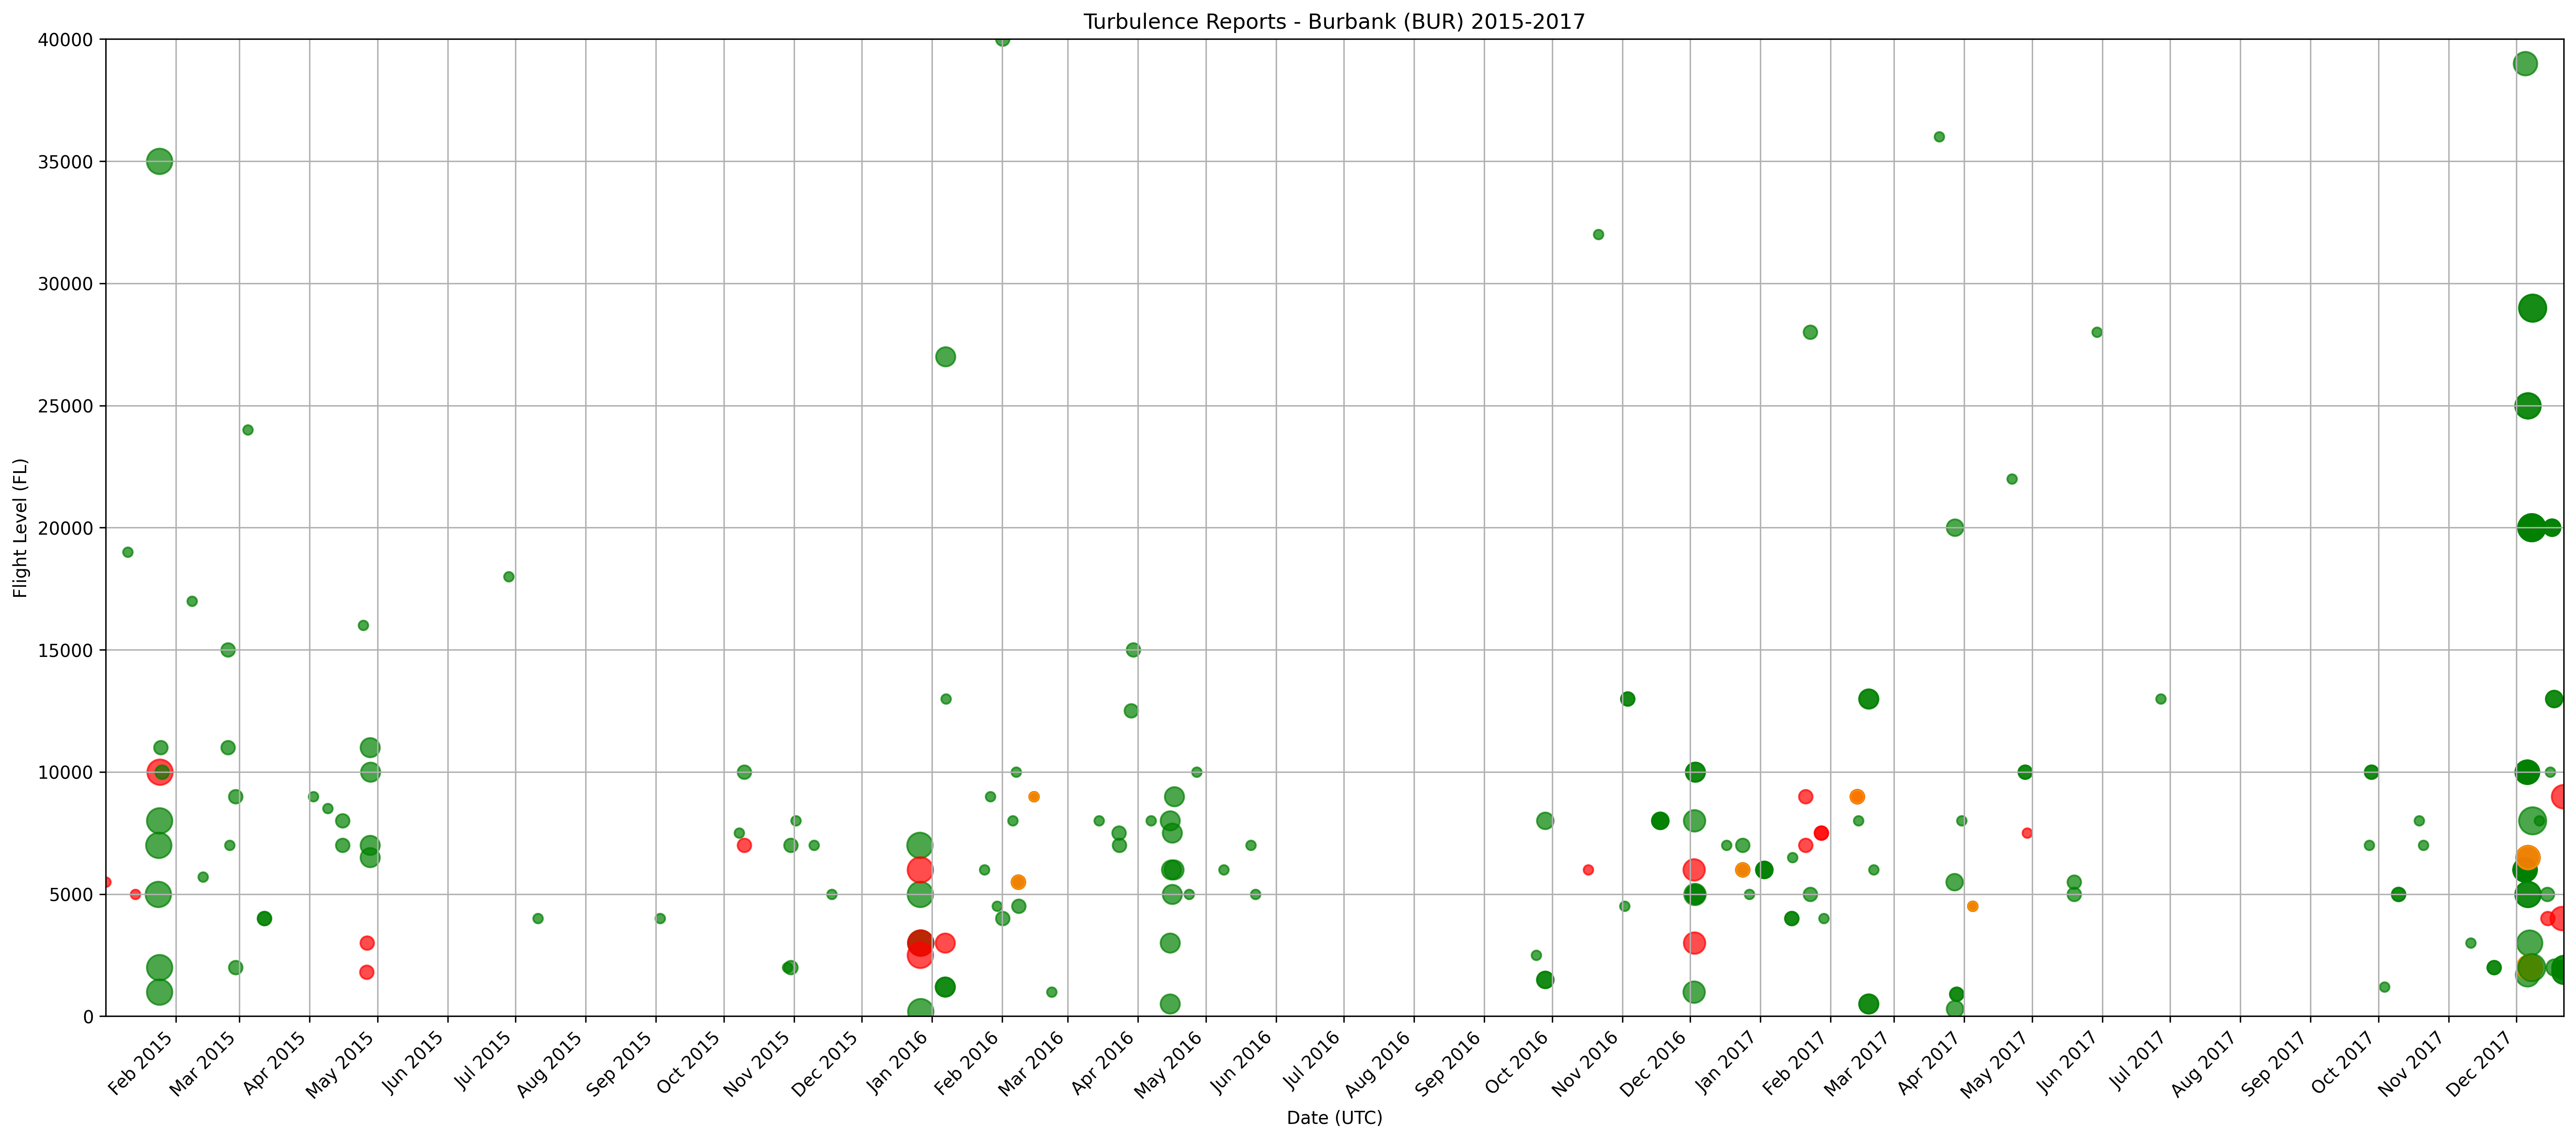 Turbulence Reports - Burbank (BUR) 2015-2017
Flight Level (FL)
40000
35000
30000
25000
20000
15000
10000
5000
0
Feb 2015
Mar 2015
Apr 2015
May 2015
Jun 2015
Jul 2015
Aug 2015
Sep 2015
Oct 2015
Nov 2015
Dec 2015
Jan 2016
Feb 2016
Mar 2016
Apr 2016
May 2016
Jun 2016
Jul 2016
Aug 2016
Sep 2016
Oct 2016
Nov 2016
Dec 2016
Jan 2017
Feb 2017
Mar 2017
Apr 2017
May 2017
Jun 2017
Jul 2017
Aug 2017
Sep 2017
Oct 2017
Nov 2017
Dec 2017
Date (UTC)